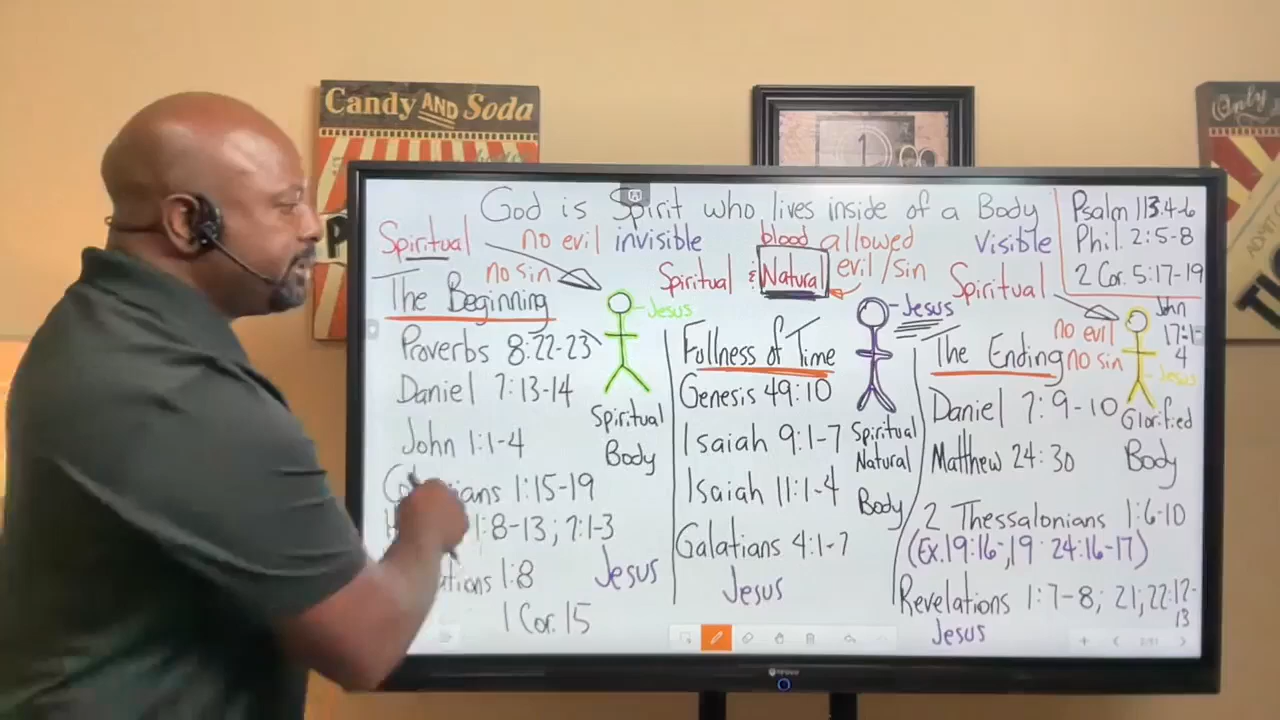 Candy AND Soda
Only
God is Spirit who lives inside of a Body
Spiritual
no evil
invisible
no sin
blood allowed
Visible
Spiritual & Natural
evil/sin
Spiritual
no evil
no sin
Psalm 113:4-6
Phil. 2:5-8
2 Cor. 5:17-19
John
17:1-
4
The Beginning
Jesus
Proverbs 8:22-23
Daniel 7:13-14
John 1:1-4
1:15-19
1:8-13; 7:1-3
1:8
1 Cor. 15
Spiritual
Body
Jesus
Fullness of Time
Jesus
Genesis 49:10
Isaiah 9:1-7
Isaiah 11:1-4
Galatians 4:1-7
Jesus
Spiritual
Natural
Body
The Ending
Jesus
Daniel 7:9-10
Matthew 24:30
2 Thessalonians 1:6-10
(Ex. 19:16-19; 24:16-17)
Revelations 1:7-8; 21; 22:12-
13
Jesus
Glorified
Body